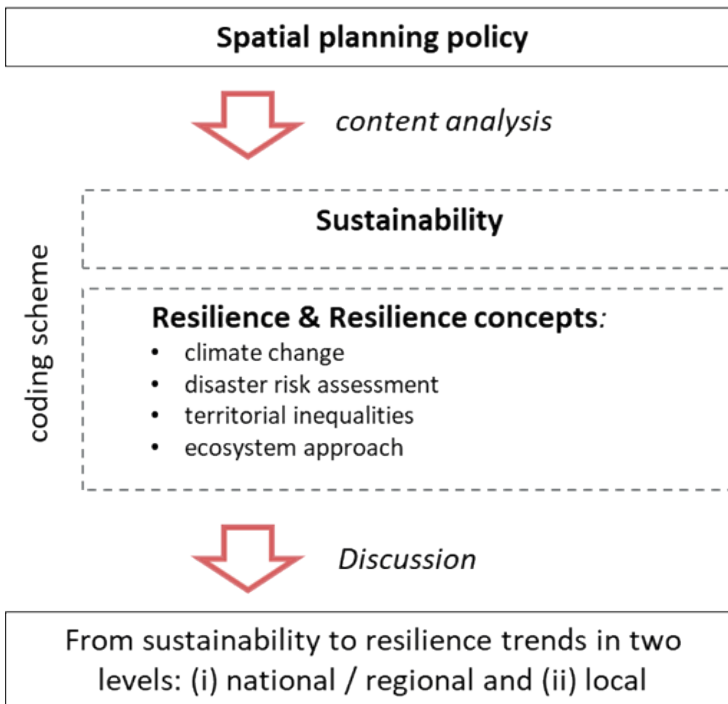 Spatial planning policy
content analysis
coding scheme
Sustainability
Resilience & Resilience concepts:
• climate change
• disaster risk assessment
• territorial inequalities
• ecosystem approach
Discussion
From sustainability to resilience trends in two
levels: (i) national / regional and (ii) local